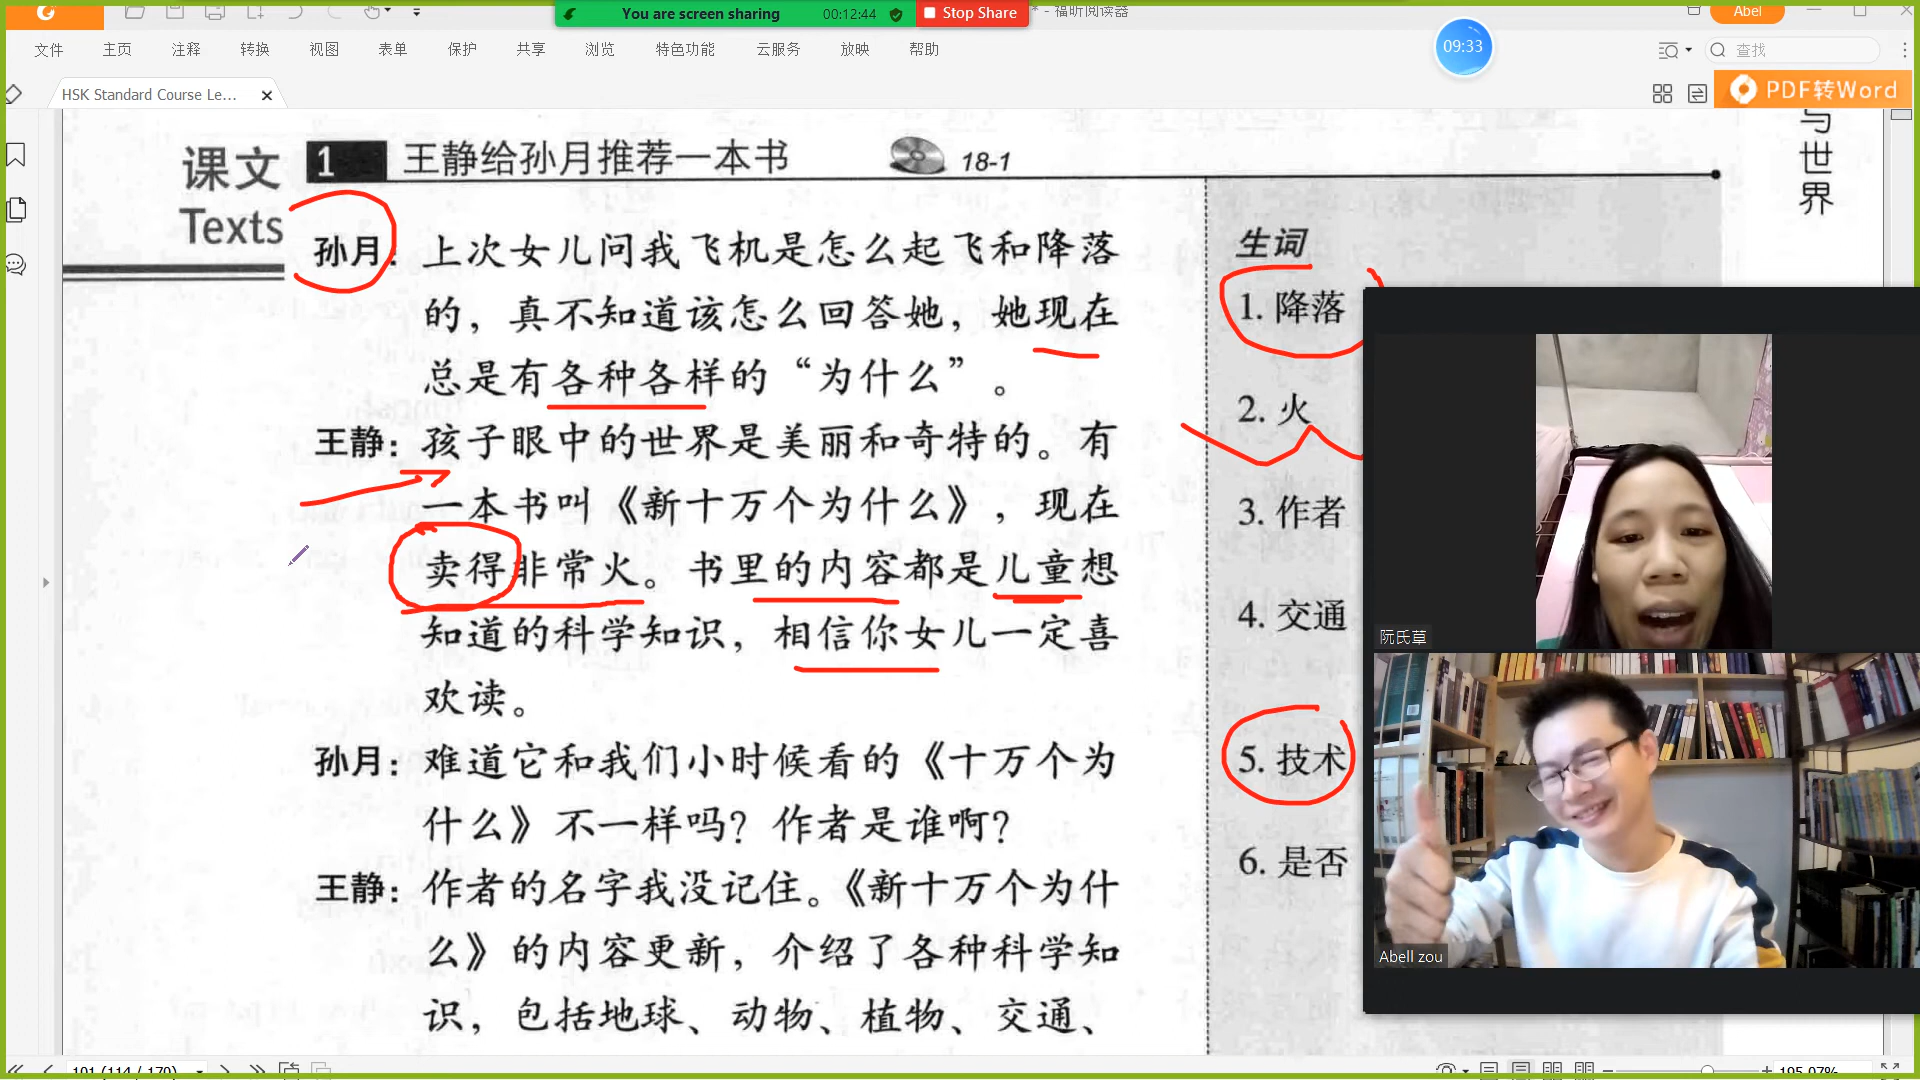 You are screen sharing 00:12:44 Stop Share
* - 福昕阅读器
Abel
文件 主页 注释 转换 视图 表单 保护 共享 浏览 特色功能 云服务 放映 帮助
09:33
查找
HSK Standard Course Le...
PDF转Word
与世界
课文 1 王静给孙月推荐一本书 18-1
Texts
孙月：上次女儿问我飞机是怎么起飞和降落
的，真不知道该怎么回答她，她现在
总是有各种各样的“为什么”。
王静：孩子眼中的世界是美丽和奇特的。有
一本书叫《新十万个为什么》，现在
卖得非常火。书里的内容都是儿童想
知道的科学知识，相信你女儿一定喜
欢读。
孙月：难道它和我们小时候看的《十万个为
什么》不一样吗？作者是谁啊？
王静：作者的名字我没记住。《新十万个为什
么》的内容更新，介绍了各种科学知
识，包括地球、动物、植物、交通、
生词
1. 降落
2. 火
3. 作者
4. 交通
5. 技术
6. 是否
阮氏草
Abell zou
101 (114 / 170)
195.07%